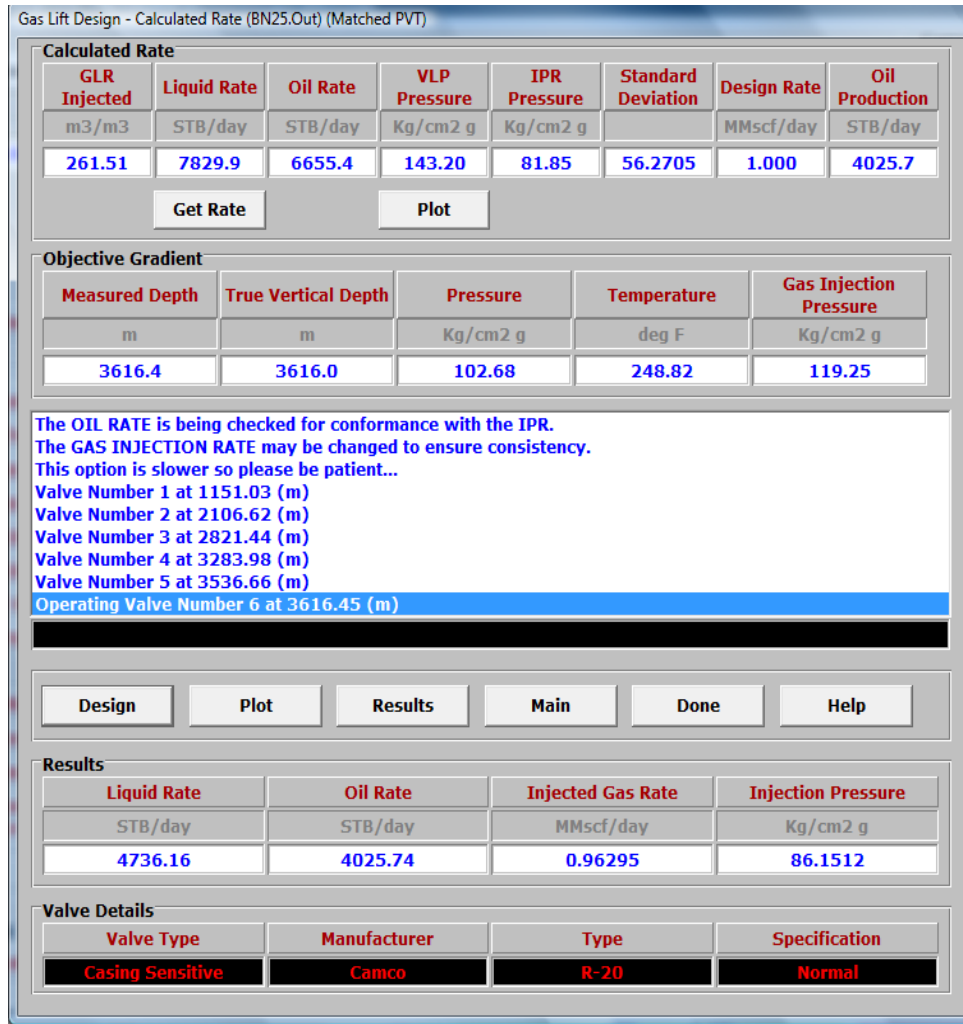 Gas Lift Design - Calculated Rate (BN25.Out) (Matched PVT)
Calculated Rate
GLR Injected Liquid Rate Oil Rate VLP Pressure IPR Pressure Standard Deviation Design Rate Oil Production
m3/m3 STB/day STB/day Kg/cm2 g Kg/cm2 g MMscf/day STB/day
261.51 7829.9 6655.4 143.20 81.85 56.2705 1.000 4025.7
Get Rate Plot
Objective Gradient
Measured Depth True Vertical Depth Pressure Temperature Gas Injection Pressure
m m Kg/cm2 g deg F Kg/cm2 g
3616.4 3616.0 102.68 248.82 119.25
The OIL RATE is being checked for conformance with the IPR.
The GAS INJECTION RATE may be changed to ensure consistency.
This option is slower so please be patient...
Valve Number 1 at 1151.03 (m)
Valve Number 2 at 2106.62 (m)
Valve Number 3 at 2821.44 (m)
Valve Number 4 at 3283.98 (m)
Valve Number 5 at 3536.66 (m)
Operating Valve Number 6 at 3616.45 (m)
Design Plot Results Main Done Help
Results
Liquid Rate Oil Rate Injected Gas Rate Injection Pressure
STB/day STB/day MMscf/day Kg/cm2 g
4736.16 4025.74 0.96295 86.1512
Valve Details
Valve Type Manufacturer Type Specification
Casing Sensitive Camco R-20 Normal